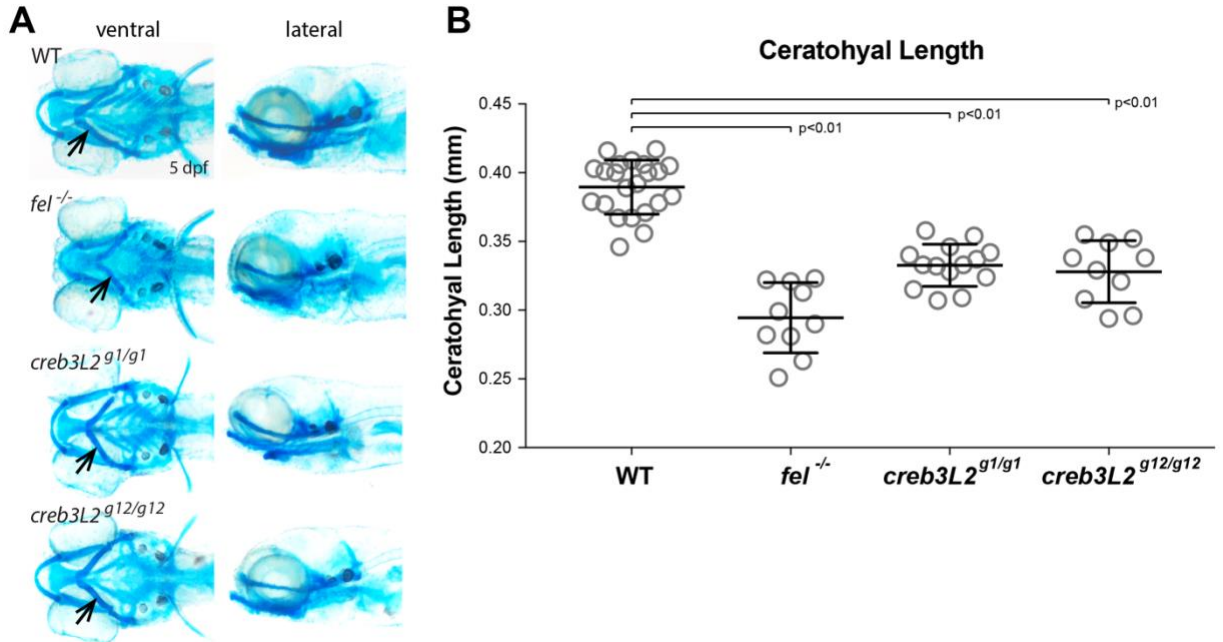 A
ventral
lateral
WT
5 dpf
fel -/-
creb3L2 g1/g1
creb3L2 g12/g12
B
Ceratohyal Length
Ceratohyal Length (mm)
0.45
0.40
0.35
0.30
0.25
0.20
p<0.01
p<0.01
p<0.01
WT
fel -/-
creb3L2 g1/g1
creb3L2 g12/g12